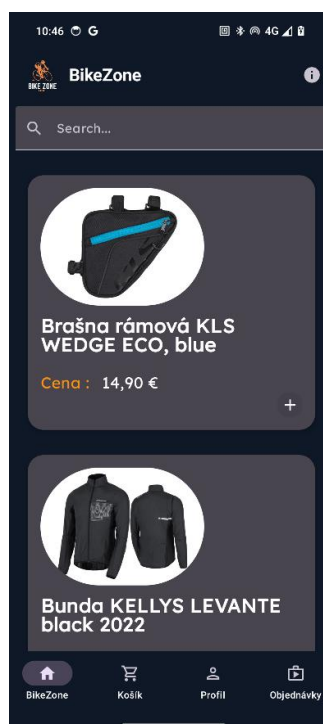 10:46 G 4G
BIKE ZONE
BikeZone
Search...
Brašna rámová KLS
WEDGE ECO, blue
Cena : 14,90 €
+
Bunda KELLYS LEVANTE
black 2022
BikeZone Košík Profil Objednávky